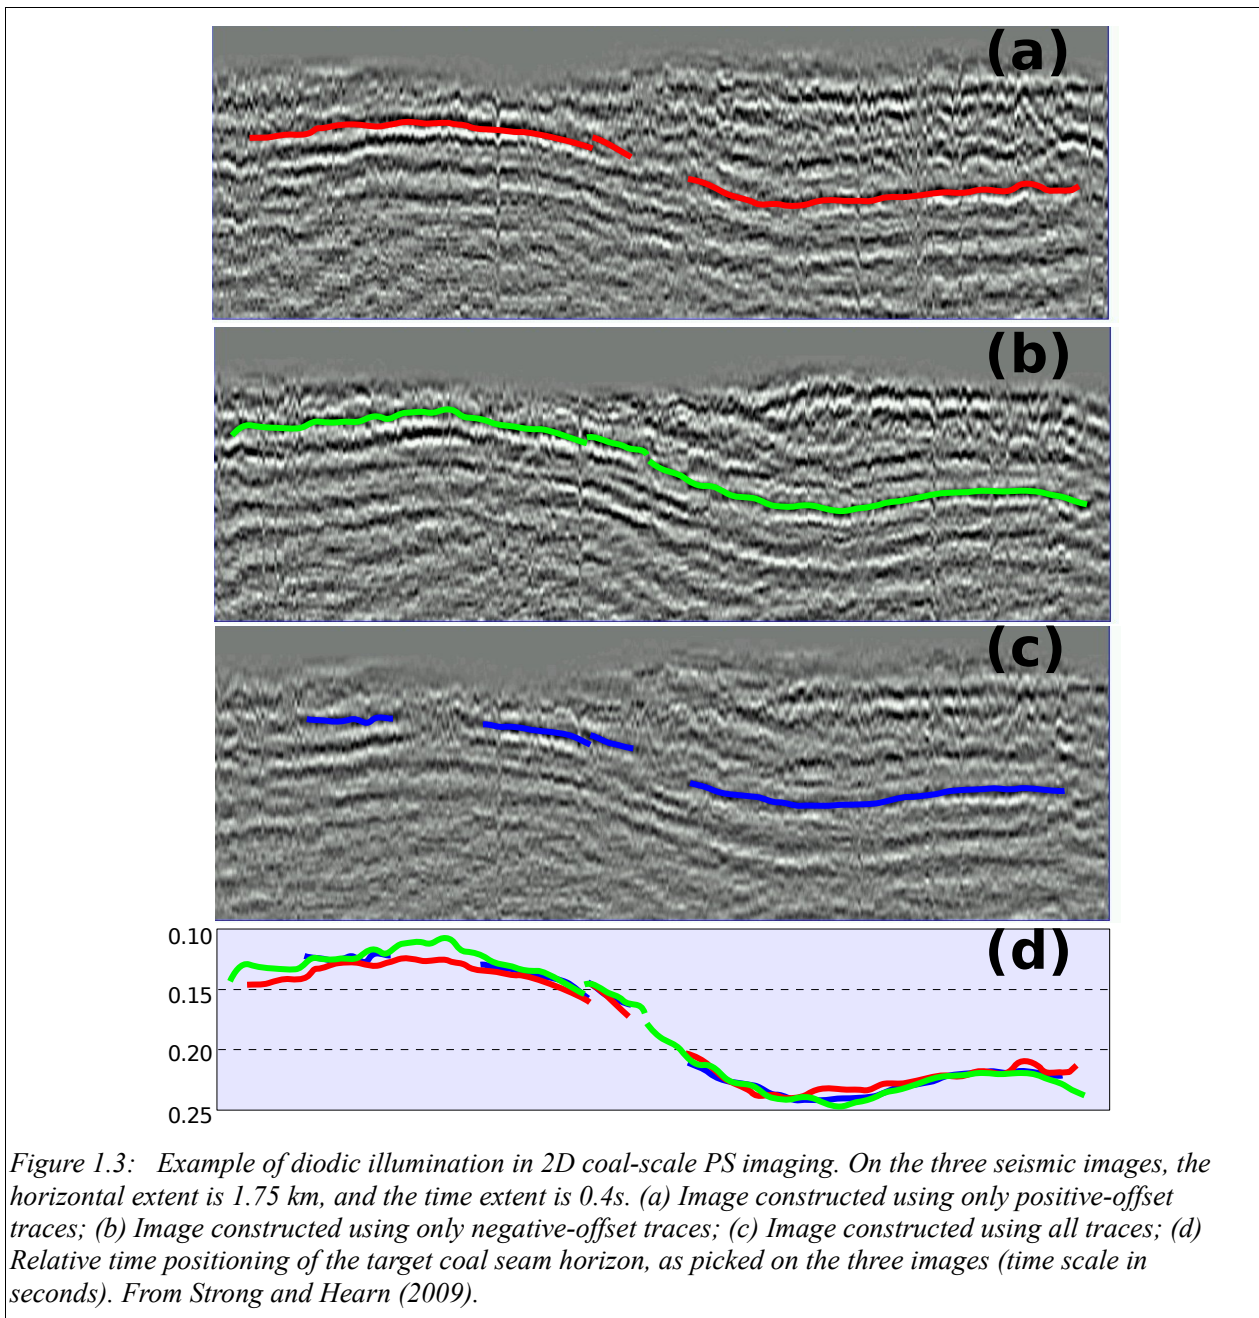 (a)
(b)
(c)
(d)
0.10
0.15
0.20
0.25
Figure 1.3: Example of diodic illumination in 2D coal-scale PS imaging. On the three seismic images, the
horizontal extent is 1.75 km, and the time extent is 0.4s. (a) Image constructed using only positive-offset
traces; (b) Image constructed using only negative-offset traces; (c) Image constructed using all traces; (d)
Relative time positioning of the target coal seam horizon, as picked on the three images (time scale in
seconds). From Strong and Hearn (2009).